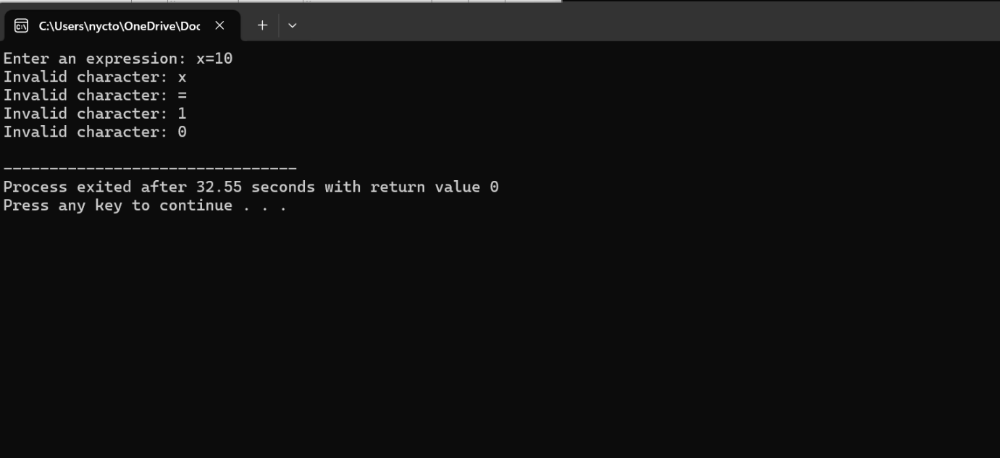 C:\Users\nycto\OneDrive\Doc
Enter an expression: x=10
Invalid character: x
Invalid character: =
Invalid character: 1
Invalid character: 0
--------------------------------
Process exited after 32.55 seconds with return value 0
Press any key to continue . . .